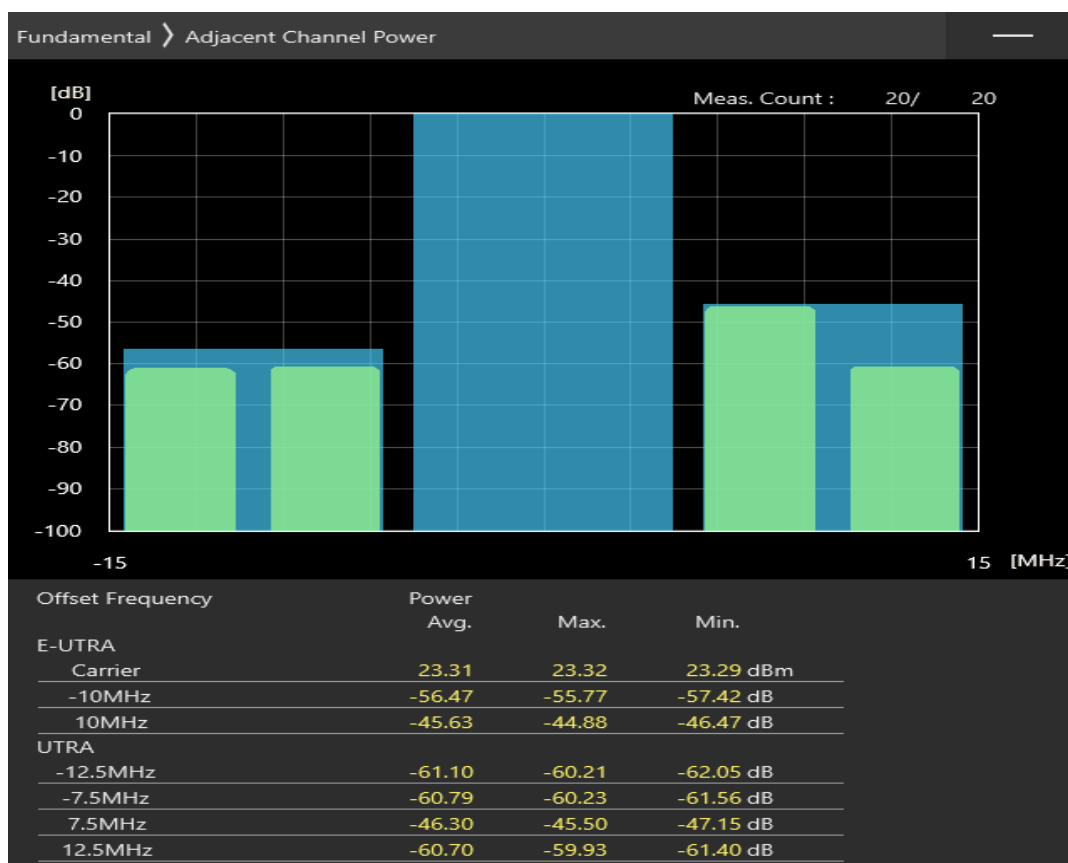 Fundamental 〉 Adjacent Channel Power
[dB]
Meas. Count : 20/ 20
0
-10
-20
-30
-40
-50
-60
-70
-80
-90
-100
-15 15 [MHz]
Offset Frequency Power
Avg. Max. Min.
E-UTRA
Carrier 23.31 23.32 23.29 dBm
-10MHz -56.47 -55.77 -57.42 dB
10MHz -45.63 -44.88 -46.47 dB
UTRA
-12.5MHz -61.10 -60.21 -62.05 dB
-7.5MHz -60.79 -60.23 -61.56 dB
7.5MHz -46.30 -45.50 -47.15 dB
12.5MHz -60.70 -59.93 -61.40 dB